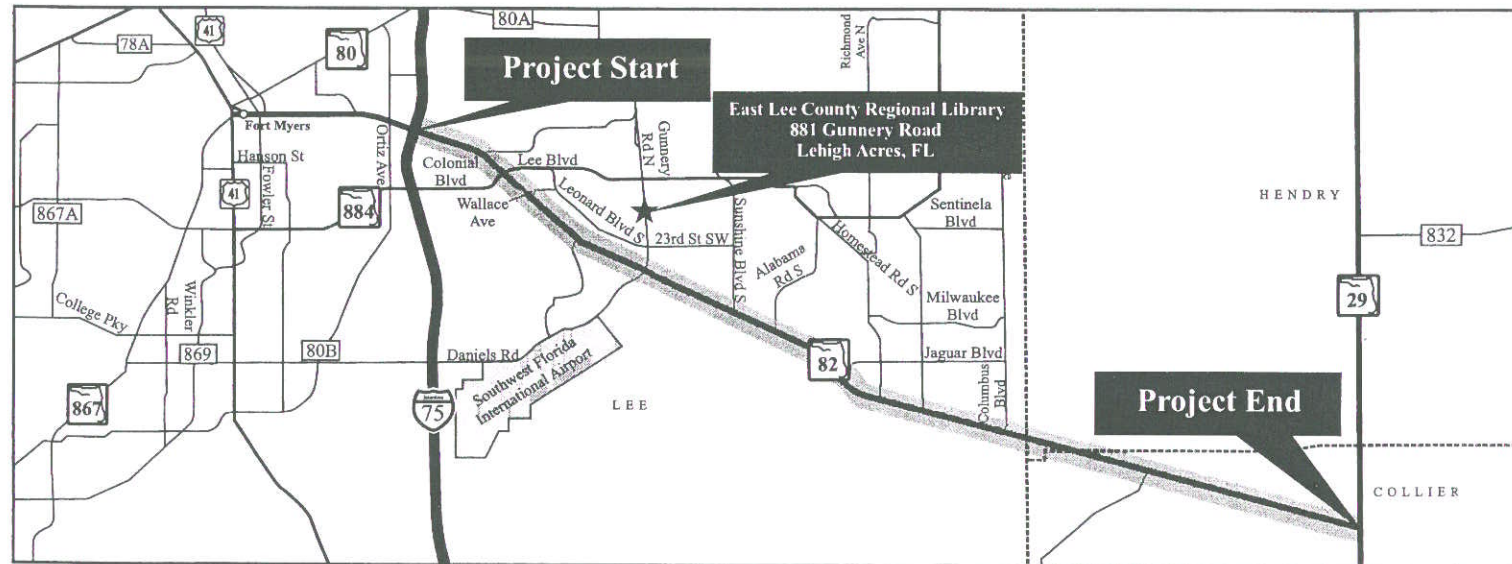 41
78A
80
80A
Richmond
Ave N
Project Start
East Lee County Regional Library
881 Gunnery Road
Lehigh Acres, FL
Fort Myers
Ortiz Ave
Gunnery
Rd N
Hanson St
Fowler St
Colonial
Blvd
Lee Blvd
41
884
867A
Wallace
Ave
Leonard Blvd S
23rd St SW
Sunshine Blvd S
Alabama
Rd S
Homestead Rd S
Sentinela
Blvd
HENDRY
832
29
Milwaukee
Blvd
College Pky
Winkler
Rd
869
80B
Daniels Rd
Southwest Florida
International Airport
82
Jaguar Blvd
Columbus
Blvd
867
75
LEE
Project End
COLLIER